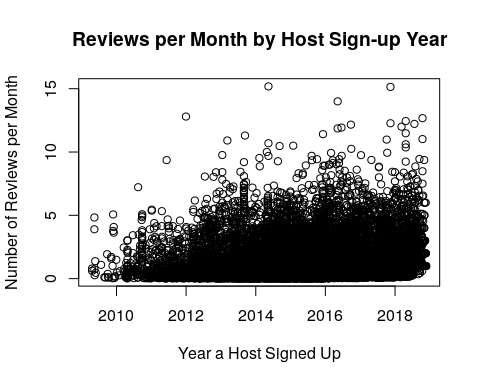 Reviews per Month by Host Sign-up Year
Number of Reviews per Month
15
10
5
0
2010 2012 2014 2016 2018
Year a Host Signed Up